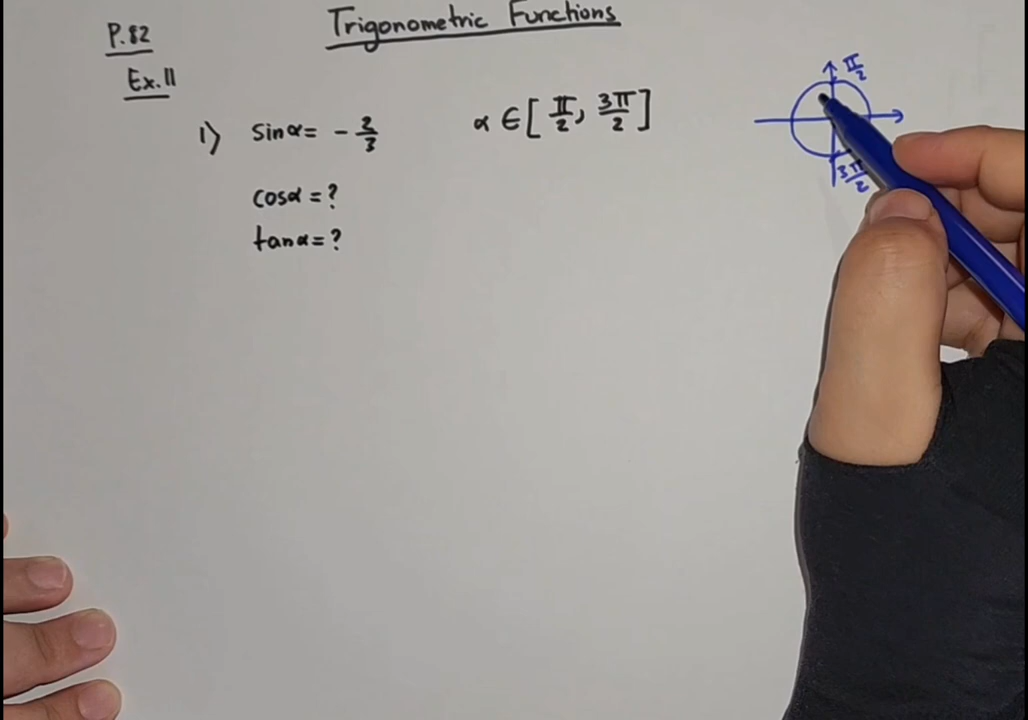 Trigonometric Functions
P.82
Ex.11
1) sinα = - 2/3 α ∈ [π/2, 3π/2]
cosα = ?
tanα = ?
π/2
3π/2